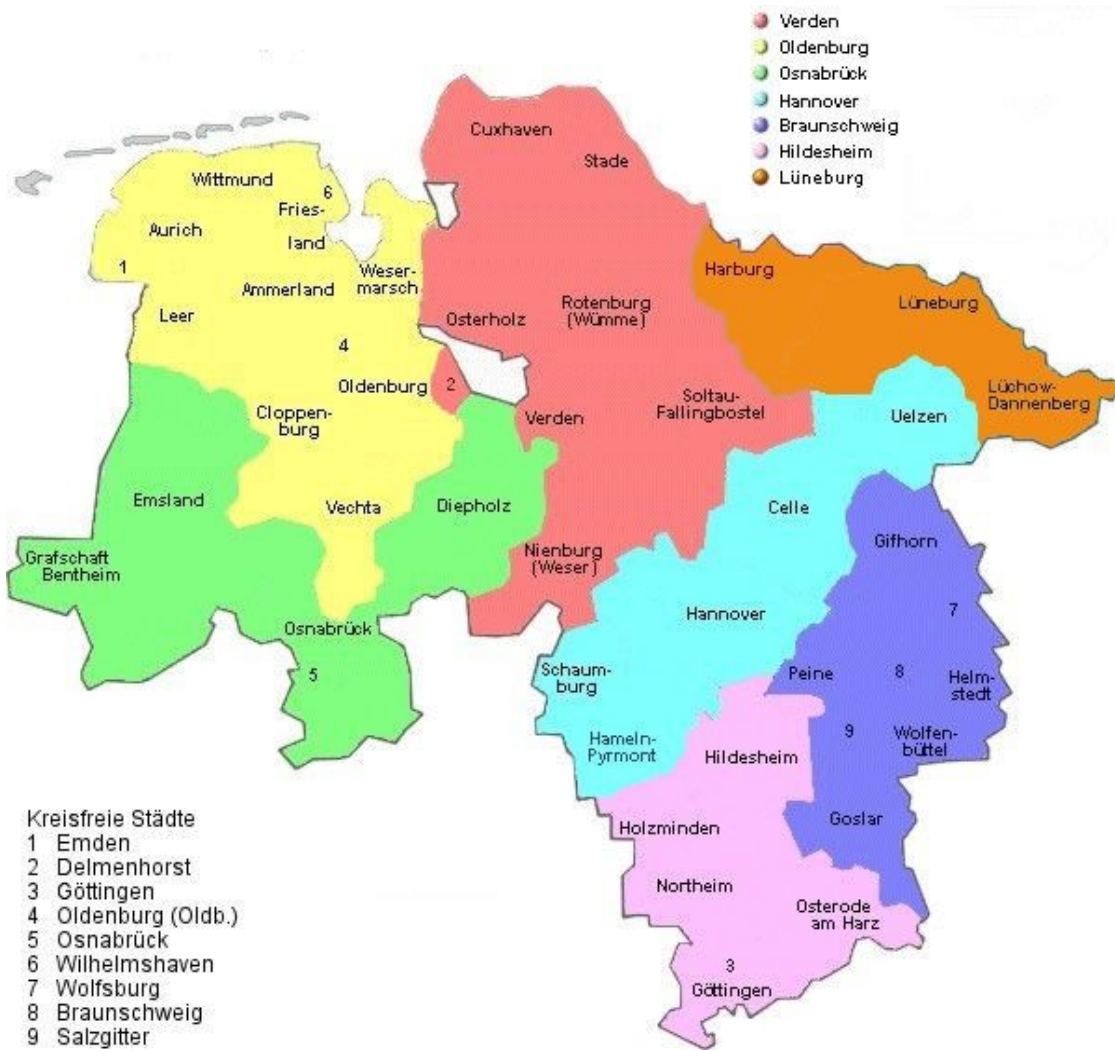 Verden
Oldenburg
Osnabrück
Hannover
Braunschweig
Hildesheim
Lüneburg
Cuxhaven
Stade
Wittmund
6
Fries-
land
Aurich
1
Weser-
marsch
Ammerland
Leer
4
Oldenburg
2
Osterholz
Rotenburg
(Wümme)
Harburg
Lüneburg
Lüchow-
Dannenberg
Cloppen-
burg
Verden
Soltau-
Fallingbostel
Uelzen
Emsland
Vechta
Diepholz
Celle
Gifhorn
Grafschaft
Bentheim
Nienburg
(Weser)
Osnabrück
5
Hannover
7
Schaum-
burg
Peine
8
Helm-
stedt
Hameln-
Pyrmont
Hildesheim
9
Wolfen-
büttel
Holzminden
Goslar
Northeim
Osterode
am Harz
3
Göttingen
Kreisfreie Städte
1 Emden
2 Delmenhorst
3 Göttingen
4 Oldenburg (Oldb.)
5 Osnabrück
6 Wilhelmshaven
7 Wolfsburg
8 Braunschweig
9 Salzgitter